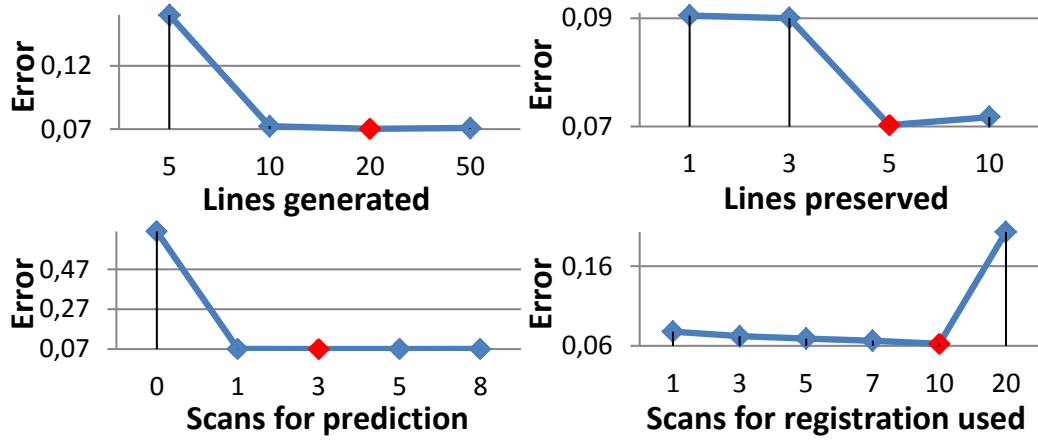 Error
0,12
0,07
5 10 20 50
Lines generated
Error
0,09
0,07
1 3 5 10
Lines preserved
Error
0,47
0,27
0,07
0 1 3 5 8
Scans for prediction
Error
0,16
0,06
1 3 5 7 10 20
Scans for registration used